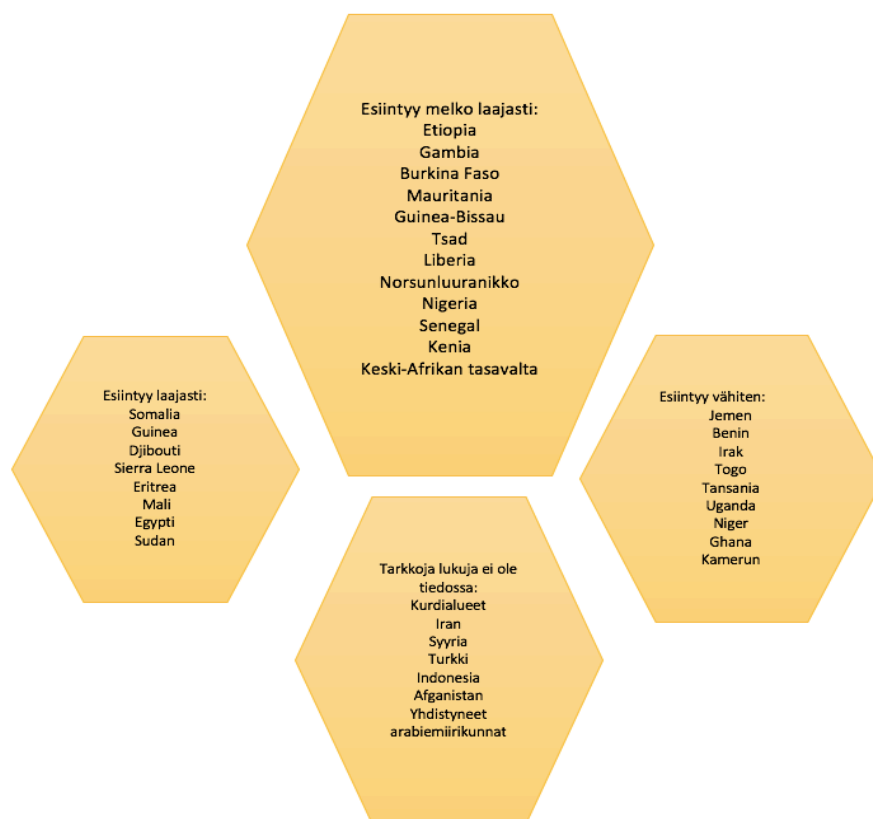 Esiintyy melko laajasti:
Etiopia
Gambia
Burkina Faso
Mauritania
Guinea-Bissau
Tsad
Liberia
Norsunluuranikko
Nigeria
Senegal
Kenia
Keski-Afrikan tasavalta
Esiintyy laajasti:
Somalia
Guinea
Djibouti
Sierra Leone
Eritrea
Mali
Egypti
Sudan
Esiintyy vähiten:
Jemen
Benin
Irak
Togo
Tansania
Uganda
Niger
Ghana
Kamerun
Tarkkoja lukuja ei ole
tiedossa:
Kurdialueet
Iran
Syyria
Turkki
Indonesia
Afganistan
Yhdistyneet
arabiemiirikunnat